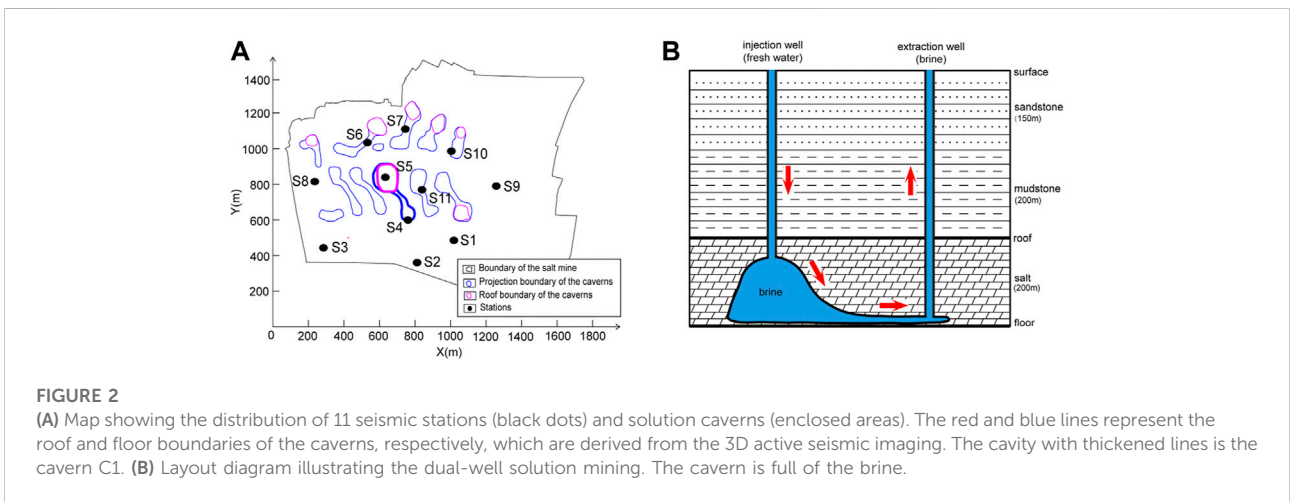 A
1400
1200
1000
800
600
400
200
0
200
400
600
800
1000
1200
1400
1600
1800
Y(m)
X(m)
S7
S6
S10
S5
S8
S9
S11
S4
S3
S1
S2
Boundary of the salt mine
Projection boundary of the caverns
Roof boundary of the caverns
Stations
B
injection well
(fresh water)
extraction well
(brine)
surface
sandstone
(150m)
mudstone
(200m)
roof
salt
(200m)
floor
brine
FIGURE 2
(A) Map showing the distribution of 11 seismic stations (black dots) and solution caverns (enclosed areas). The red and blue lines represent the
roof and floor boundaries of the caverns, respectively, which are derived from the 3D active seismic imaging. The cavity with thickened lines is the
cavern C1. (B) Layout diagram illustrating the dual-well solution mining. The cavern is full of the brine.